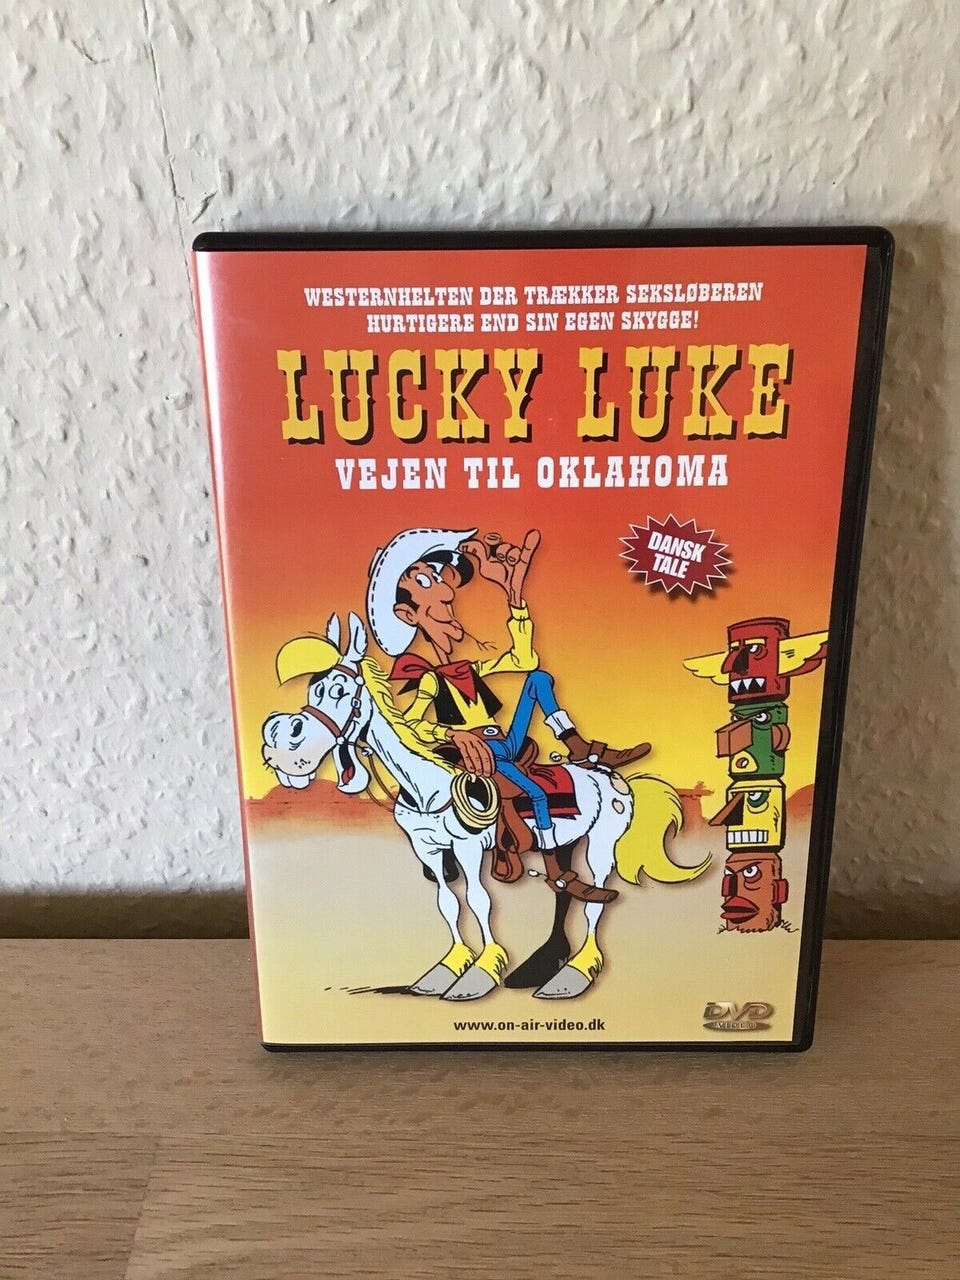 WESTERNHELTEN DER TRÆKKER SEKSLØBEREN
HURTIGERE END SIN EGEN SKYGGE!
LUCKY LUKE
VEJEN TIL OKLAHOMA
DANSK
TALE
www.on-air-video.dk
DVD
VIDEO